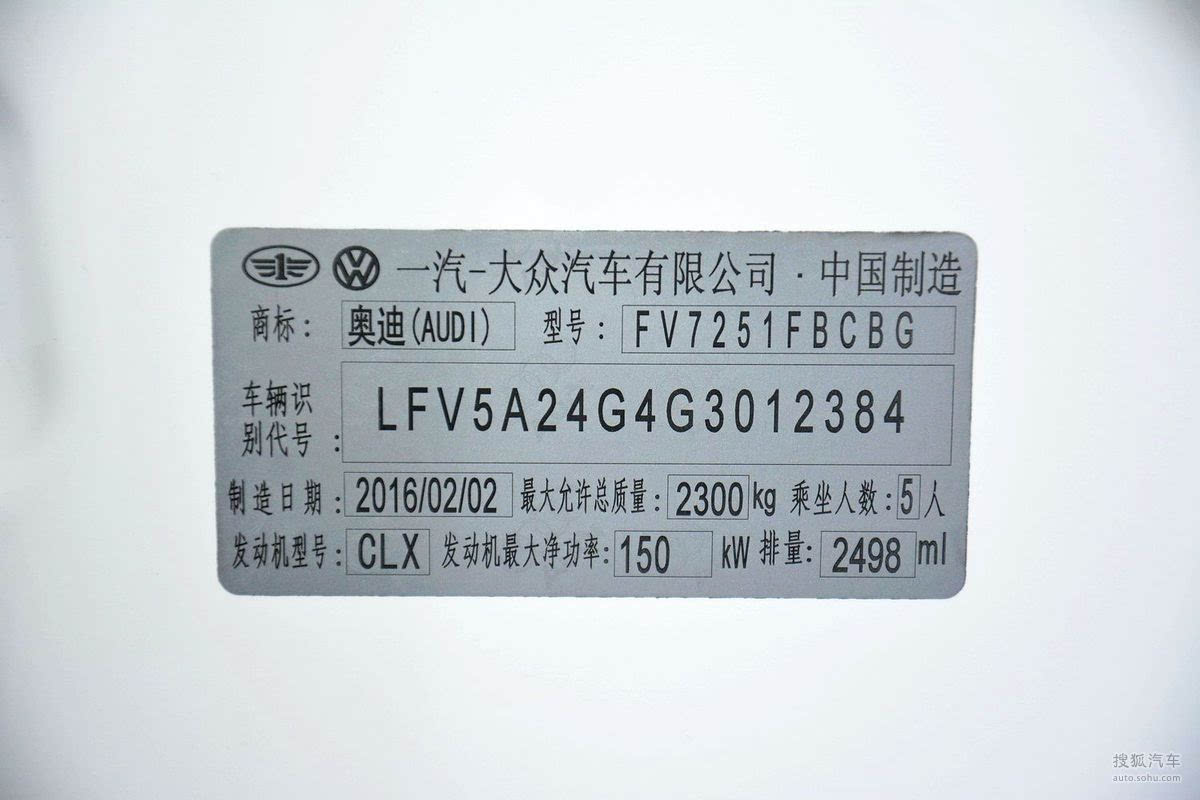 一汽-大众汽车有限公司·中国制造
商标: 奥迪(AUDI) 型号: FV7251FBCBG
车辆识
别代号: LFV5A24G4G3012384
制造日期: 2016/02/02 最大允许总质量: 2300kg 乘坐人数: 5人
发动机型号: CLX 发动机最大净功率: 150 kW 排量: 2498 ml
搜狐汽车
auto.sohu.com